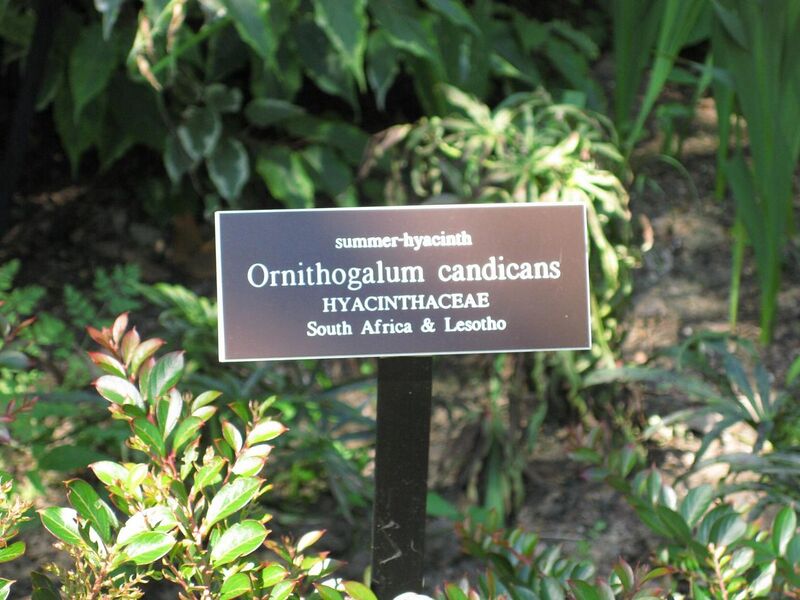 summer-hyacinth
Ornithogalum candicans
HYACINTHACEAE
South Africa & Lesotho